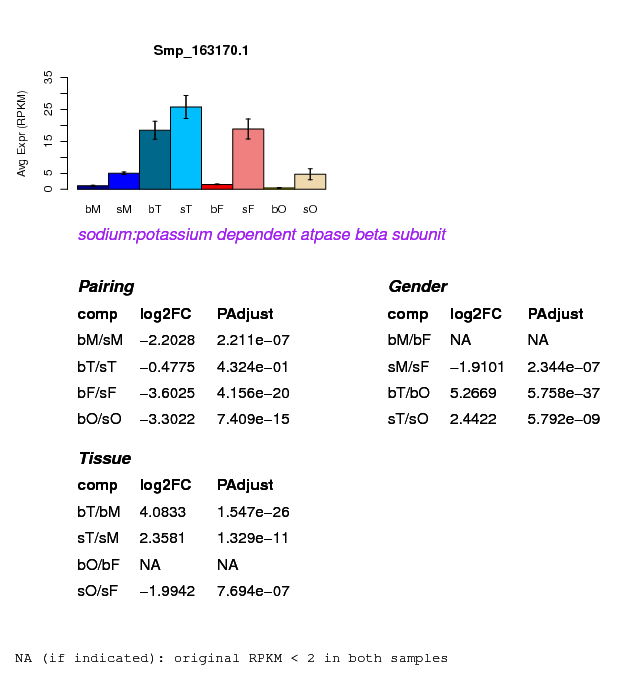 Smp_163170.1
Avg Expr (RPKM)
35
25
15
5
0
bM sM bT sT bF sF bO sO
sodium:potassium dependent atpase beta subunit
Pairing
comp log2FC PAdjust
bM/sM −2.2028 2.211e−07
bT/sT −0.4775 4.324e−01
bF/sF −3.6025 4.156e−20
bO/sO −3.3022 7.409e−15
Gender
comp log2FC PAdjust
bM/bF NA NA
sM/sF −1.9101 2.344e−07
bT/bO 5.2669 5.758e−37
sT/sO 2.4422 5.792e−09
Tissue
comp log2FC PAdjust
bT/bM 4.0833 1.547e−26
sT/sM 2.3581 1.329e−11
bO/bF NA NA
sO/sF −1.9942 7.694e−07
NA (if indicated): original RPKM < 2 in both samples